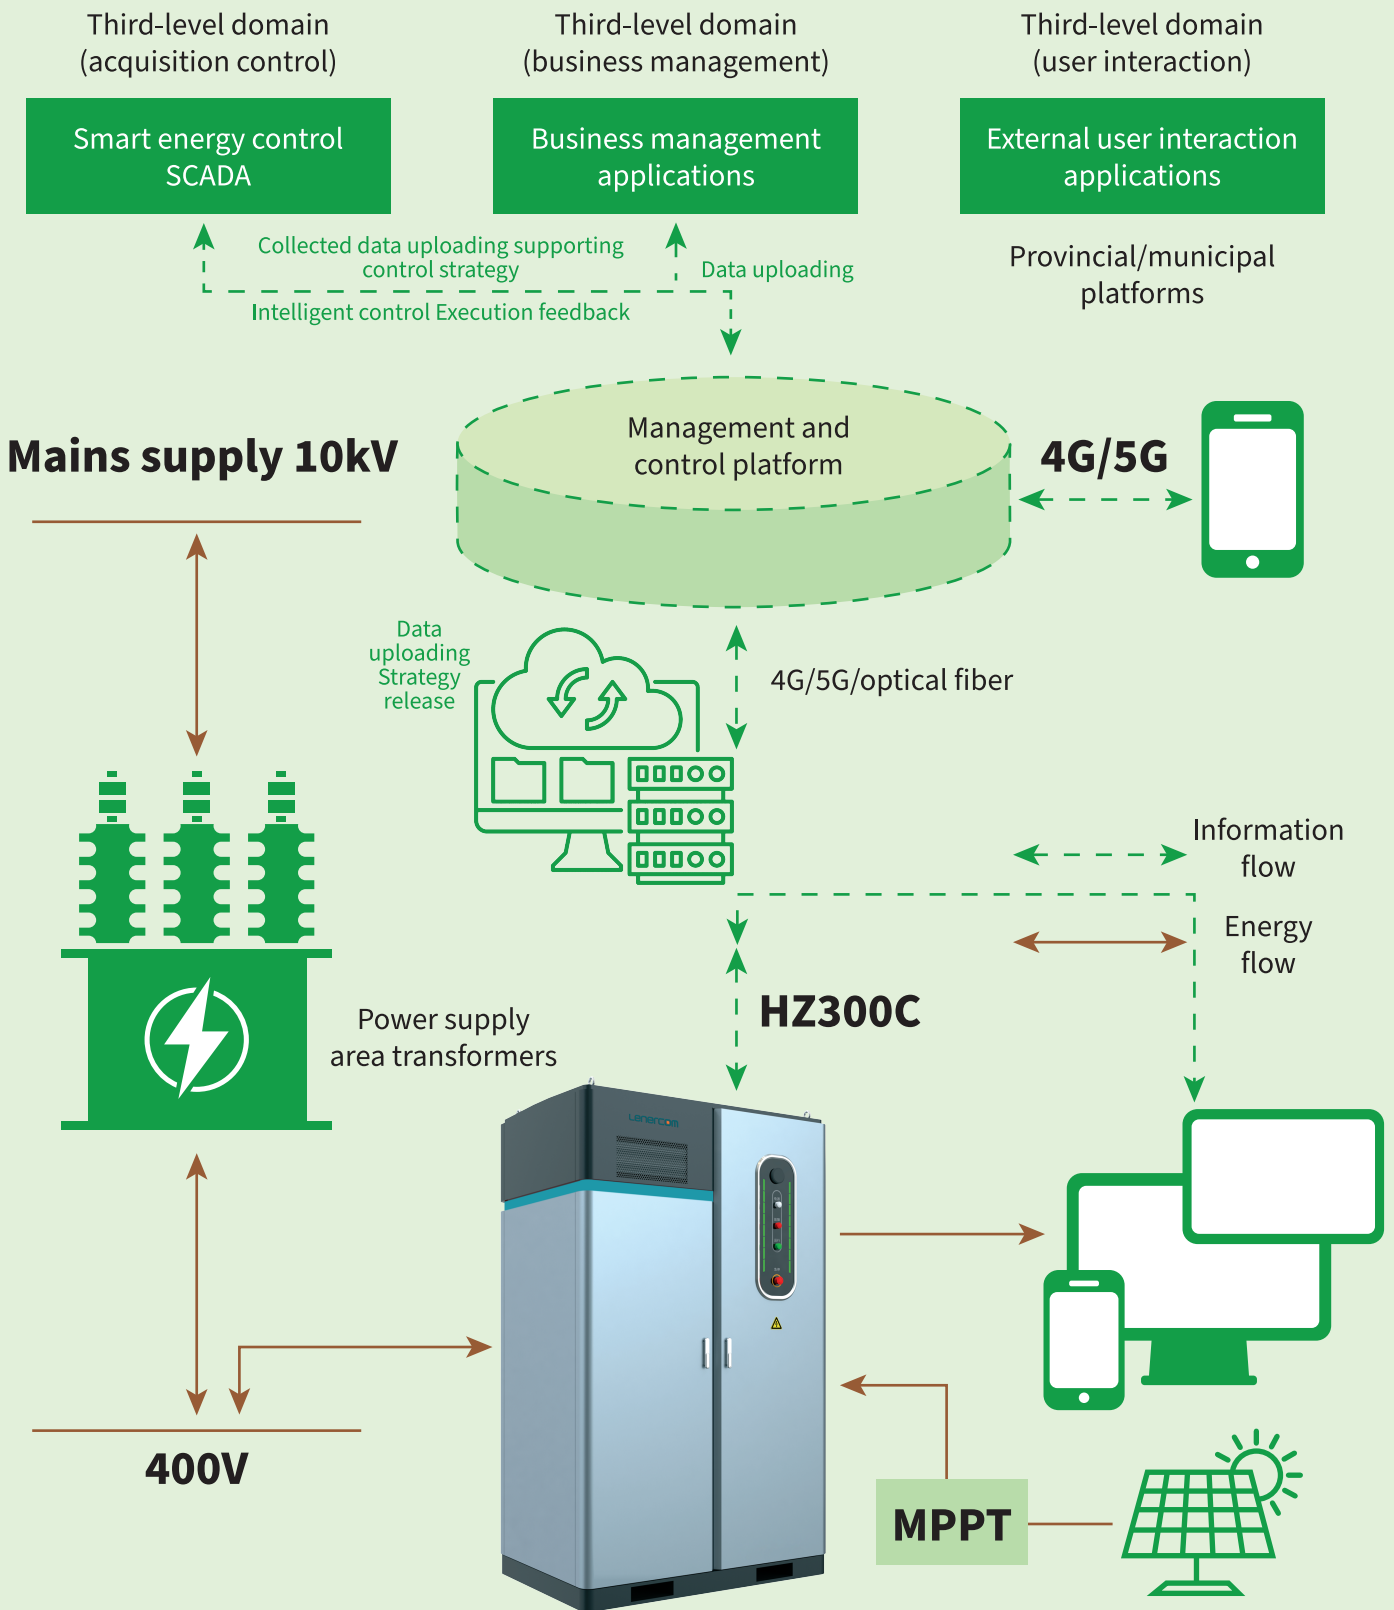 Third-level domain
(acquisition control)
Third-level domain
(business management)
Third-level domain
(user interaction)
Smart energy control
SCADA
Business management
applications
External user interaction
applications
Collected data uploading supporting
control strategy
Data uploading
Intelligent control Execution feedback
Provincial/municipal
platforms
Mains supply 10kV
Management and
control platform
4G/5G
Data
uploading
Strategy
release
4G/5G/optical fiber
Information
flow
Energy
flow
HZ300C
Power supply
area transformers
Lenercom
400V
MPPT